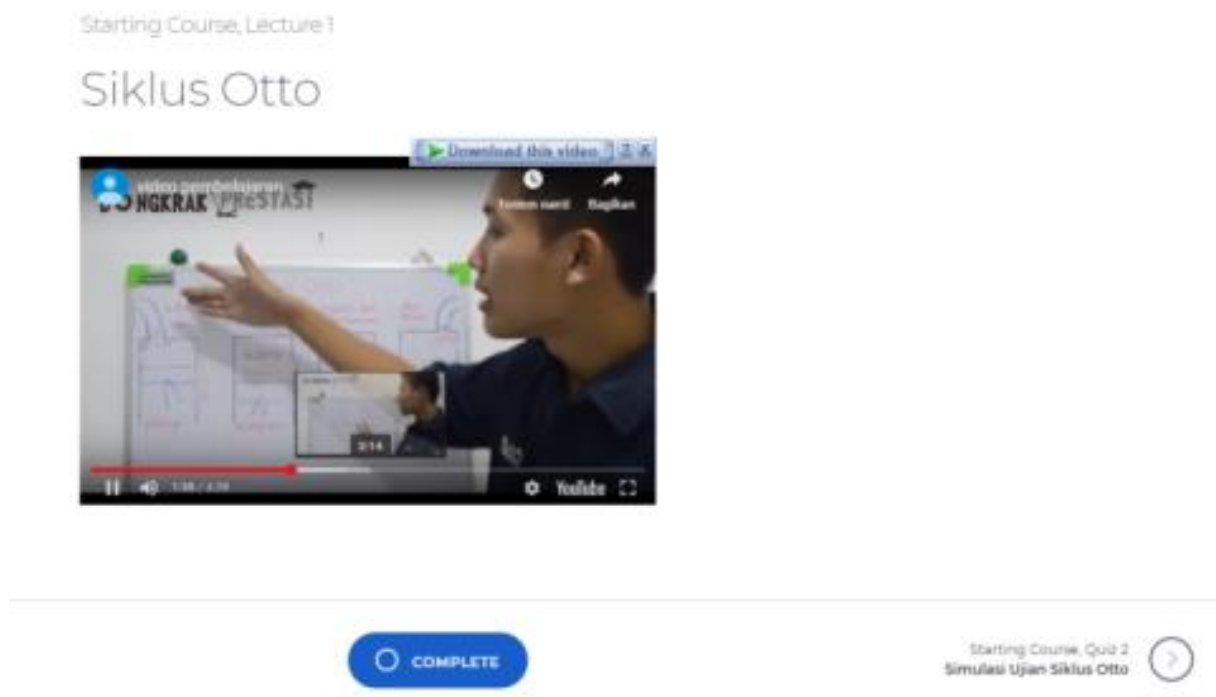 Starting Course, Lecture 1
Siklus Otto
Download this video
video pembelajaran
NGKRAK PRESTASI
Tonton nanti Bagikan
2:14
YouTube
COMPLETE
Starting Course, Quiz 2
Simulasi Ujian Siklus Otto